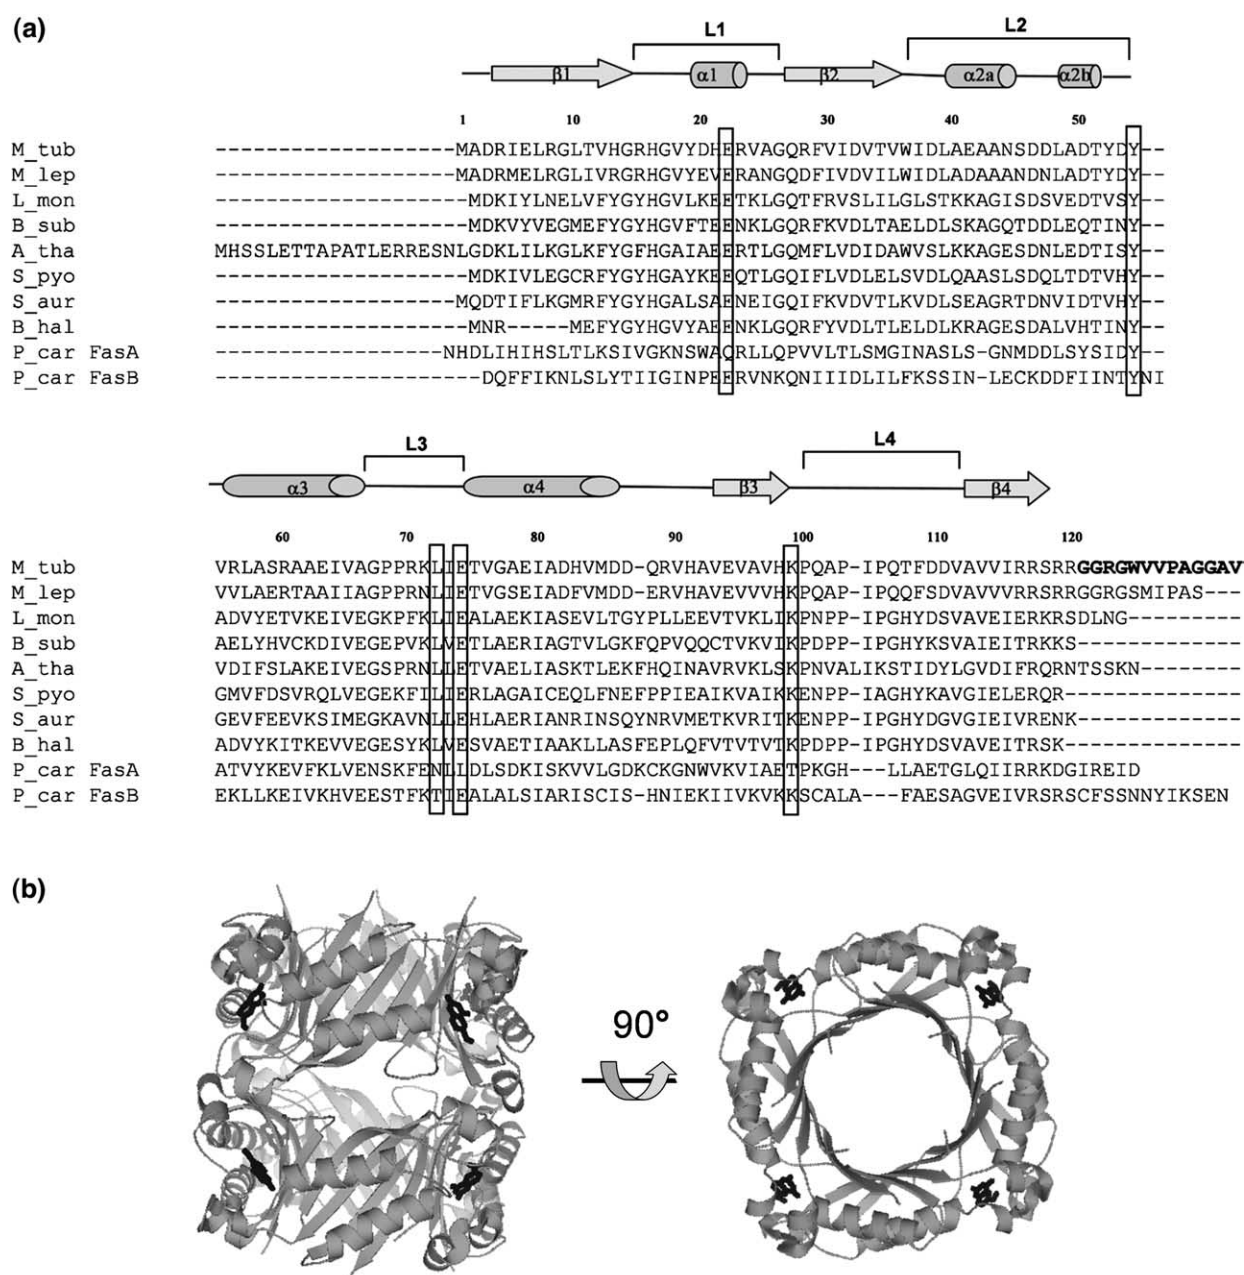 (a)
L1 L2
β1 α1 β2 α2a α2b
1 10 20 30 40 50
M_tub -------------------MADRIELRGLTVHGRHGVYDHERVAGQRFVIDVTVWIDLAEAANSDDLADTYDY--
M_lep -------------------MADRMELRGLIVRGRHGVYEVERANGQDFIVDVILWIDLADAAANDNLADTYDY--
L_mon --------------------MDKIYLNELVFYGYHGVLKEETKLGQTFRVSLILGLSTKKAGISDSVEDTVSY--
B_sub --------------------MDKVYVEGMEFYGYHGVFTEENKLGQRFKVDLTAELDLSKAGQTDDLEQTINY--
A_tha MHSSLETTAPATLERRESNLGDKLILKGLKFYGFHGAIAEERTLGQMFLVDIDAWVSLKKAGESDNLEDTISY--
S_pyo --------------------MDKIVLEGCRFYGYHGAYKEEQTLGQIFLVDLELSVDLQAASLSDQLTDTVHY--
S_aur -------------------MQDTIFLKGMRFYGYHGALSAENEIGQIFKVDVTLKVDLSEAGRTDNVIDTVHY--
B_hal --------------------MNR-----MEFYGYHGVYAEENKLGQRFYVDLTLELDLKRAGESDALVHTINY--
P_car FasA ------------------NHDLIHIHSLTLKSIVGKNSWAQRLLQPVVLTLSMGINASLS-GNMDDLSYSIDY--
P_car FasB ---------------------DQFFIKNLSLYTIIGINPEERVNKQNIIIDLILFKSSIN-LECKDDFIINTYNI
L3 L4
α3 α4 β3 β4
60 70 80 90 100 110 120
M_tub VRLASRAAEIVAGPPRKLIETVGAEIADHVMDD-QRVHAVEVAVHKPQAP-IPQTFDDVAVVIRRSRRGGRGWVVPAGGAV
M_lep VVLAERTAAIIAGPPRNLIETVGSEIADFVMDD-ERVHAVEVVVHKPQAP-IPQQFSDVAVVVRRSRRGGRGSMIPAS---
L_mon ADVYETVKEIVEGKPFKLIEALAEKIASEVLTGYPLLEEVTVKLIKPNPP-IPGHYDSVAVEIERKRSDLNG---------
B_sub AELYHVCKDIVEGEPVKLVETLAERIAGTVLGKFQPVQQCTVKVIKPDPP-IPGHYKSVAIEITRKKS-------------
A_tha VDIFSLAKEIVEGSPRNLLETVAELIASKTLEKFHQINAVRVKLSKPNVALIKSTIDYLGVDIFRQRNTSSKN--------
S_pyo GMVFDSVRQLVEGEKFILIERLAGAICEQLFNEFPPIEAIKVAIKKENPP-IAGHYKAVGIELERQR--------------
S_aur GEVFEEVKSIMEGKAVNLLEHLAERIANRINSQYNRVMETKVRITKENPP-IPGHYDGVGIEIVRENK-------------
B_hal ADVYKITKEVVEGESYKLVESVAETIAAKLLASFEPLQFVTVTVTKPDPP-IPGHYDSVAVEITRSK--------------
P_car FasA ATVYKEVFKLVENSKFENLLDLSDKISKVVLGDKCKGNWVKVIAETPKGH---LLAETGLQIIRRKDGIREID
P_car FasB EKLLKEIVKHVEESTFKTIEALALSIARISCIS-HNIEKIIVKVKKSCALA---FAESAGVEIVRSRSCFSSNNYIKSEN
(b)
90°